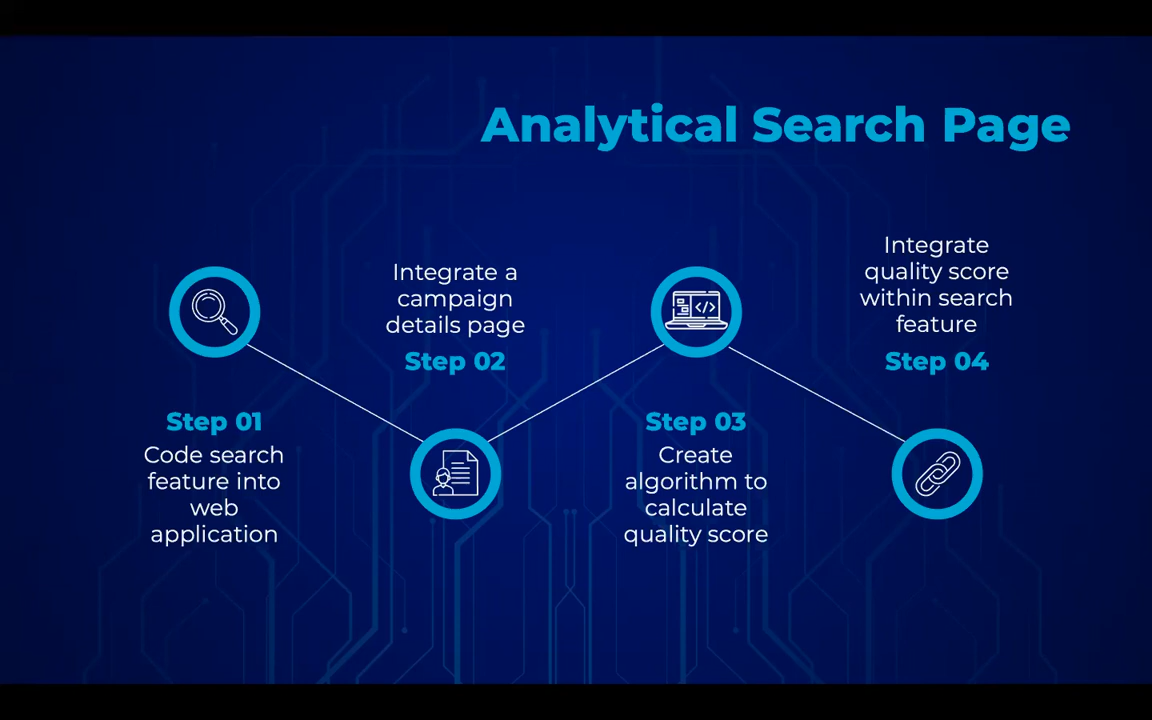 Analytical Search Page
Step 01
Code search
feature into
web
application
Integrate a
campaign
details page
Step 02
Step 03
Create
algorithm to
calculate
quality score
Integrate
quality score
within search
feature
Step 04